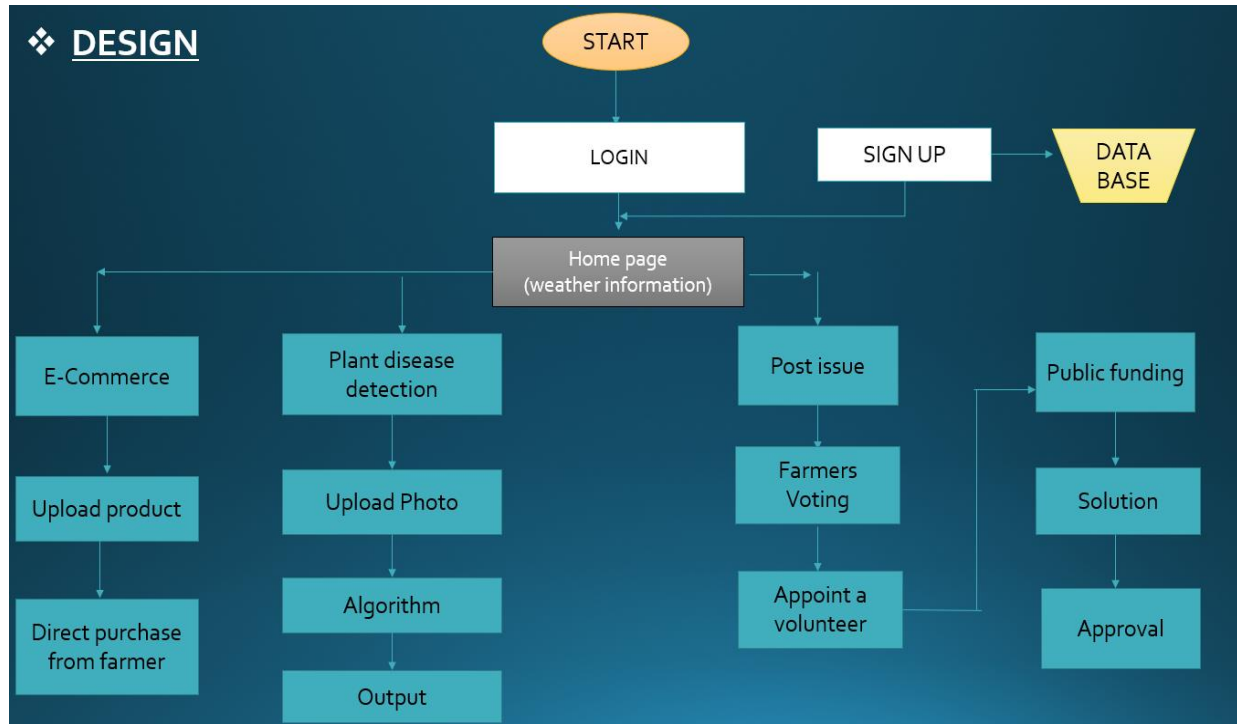 ❖ DESIGN
START
LOGIN
SIGN UP
DATA
BASE
Home page
(weather information)
E-Commerce
Upload product
Direct purchase
from farmer
Plant disease
detection
Upload Photo
Algorithm
Output
Post issue
Farmers
Voting
Appoint a
volunteer
Public funding
Solution
Approval